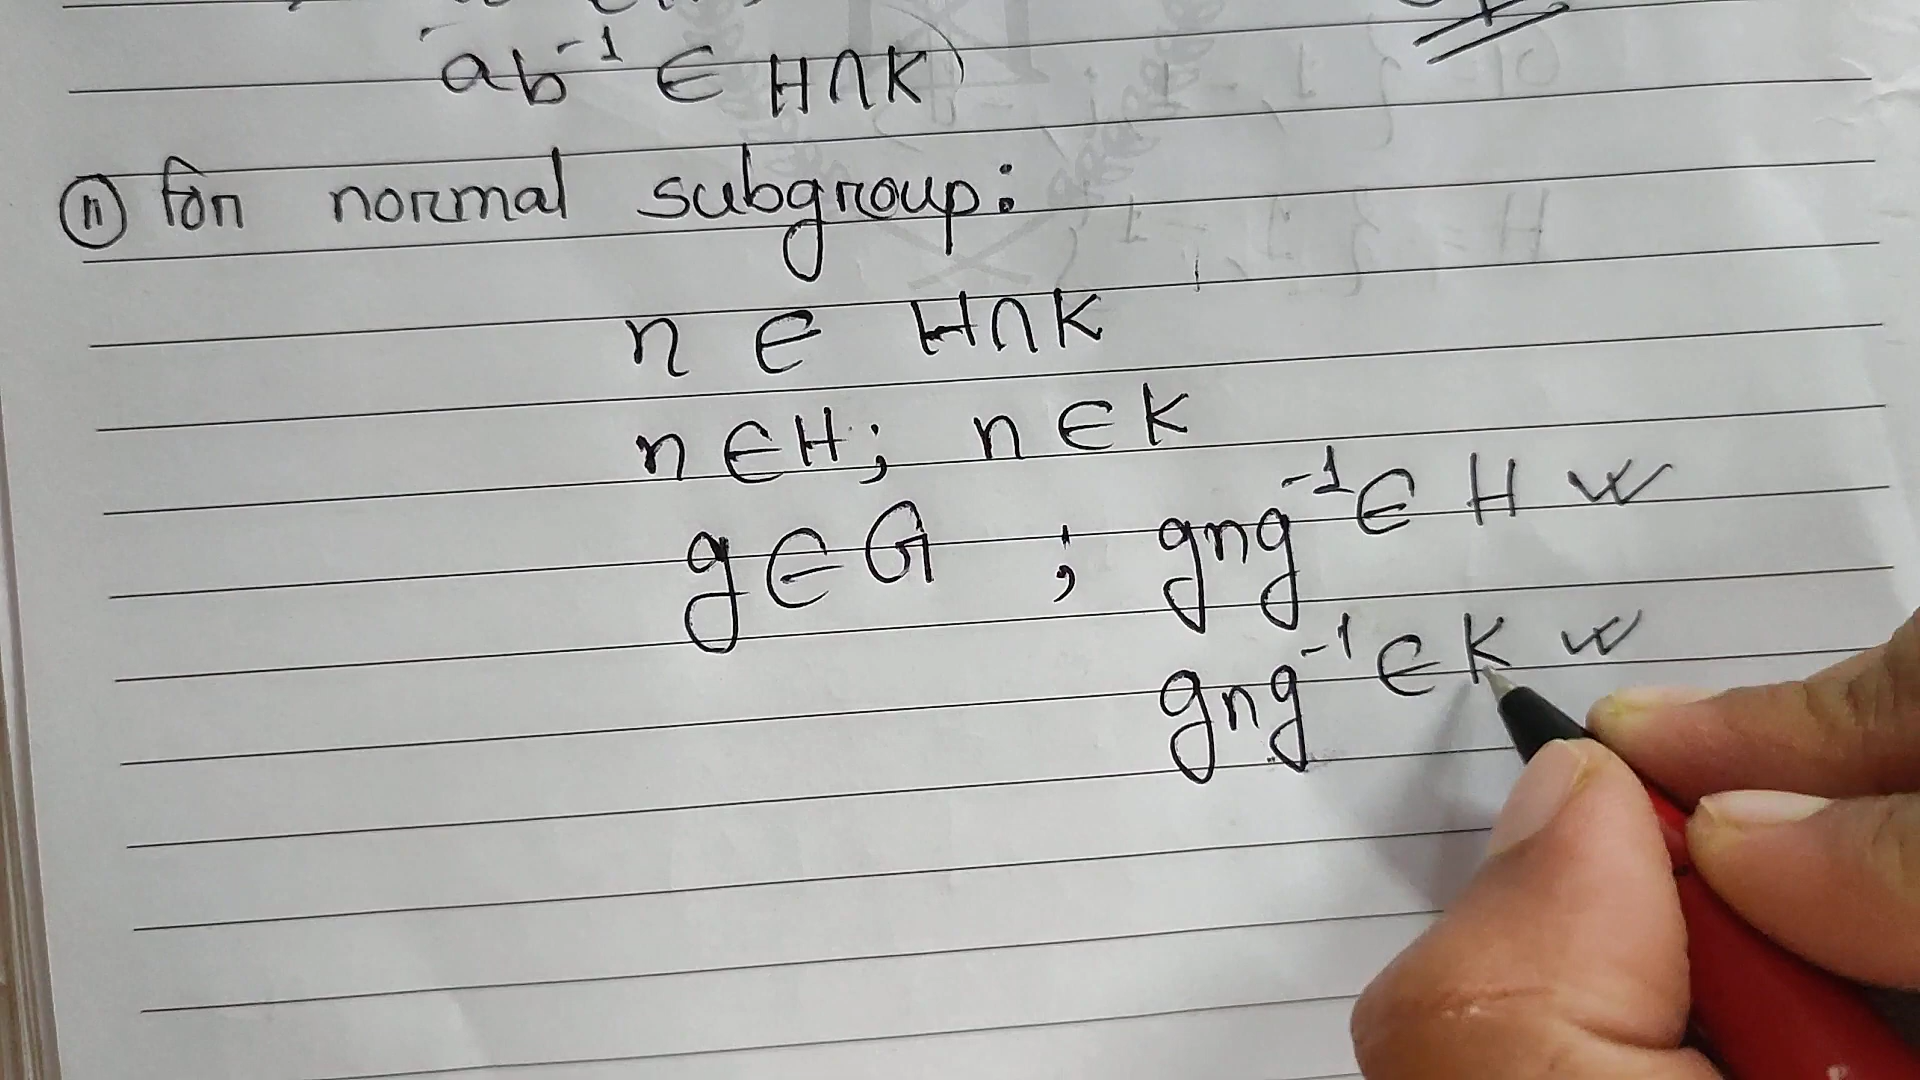 ab⁻¹ ∈ H∩K
(ii) for normal subgroup:
n ∈ H∩K
n ∈ H; n ∈ K
g ∈ G ; gng⁻¹ ∈ H
gng⁻¹ ∈ K